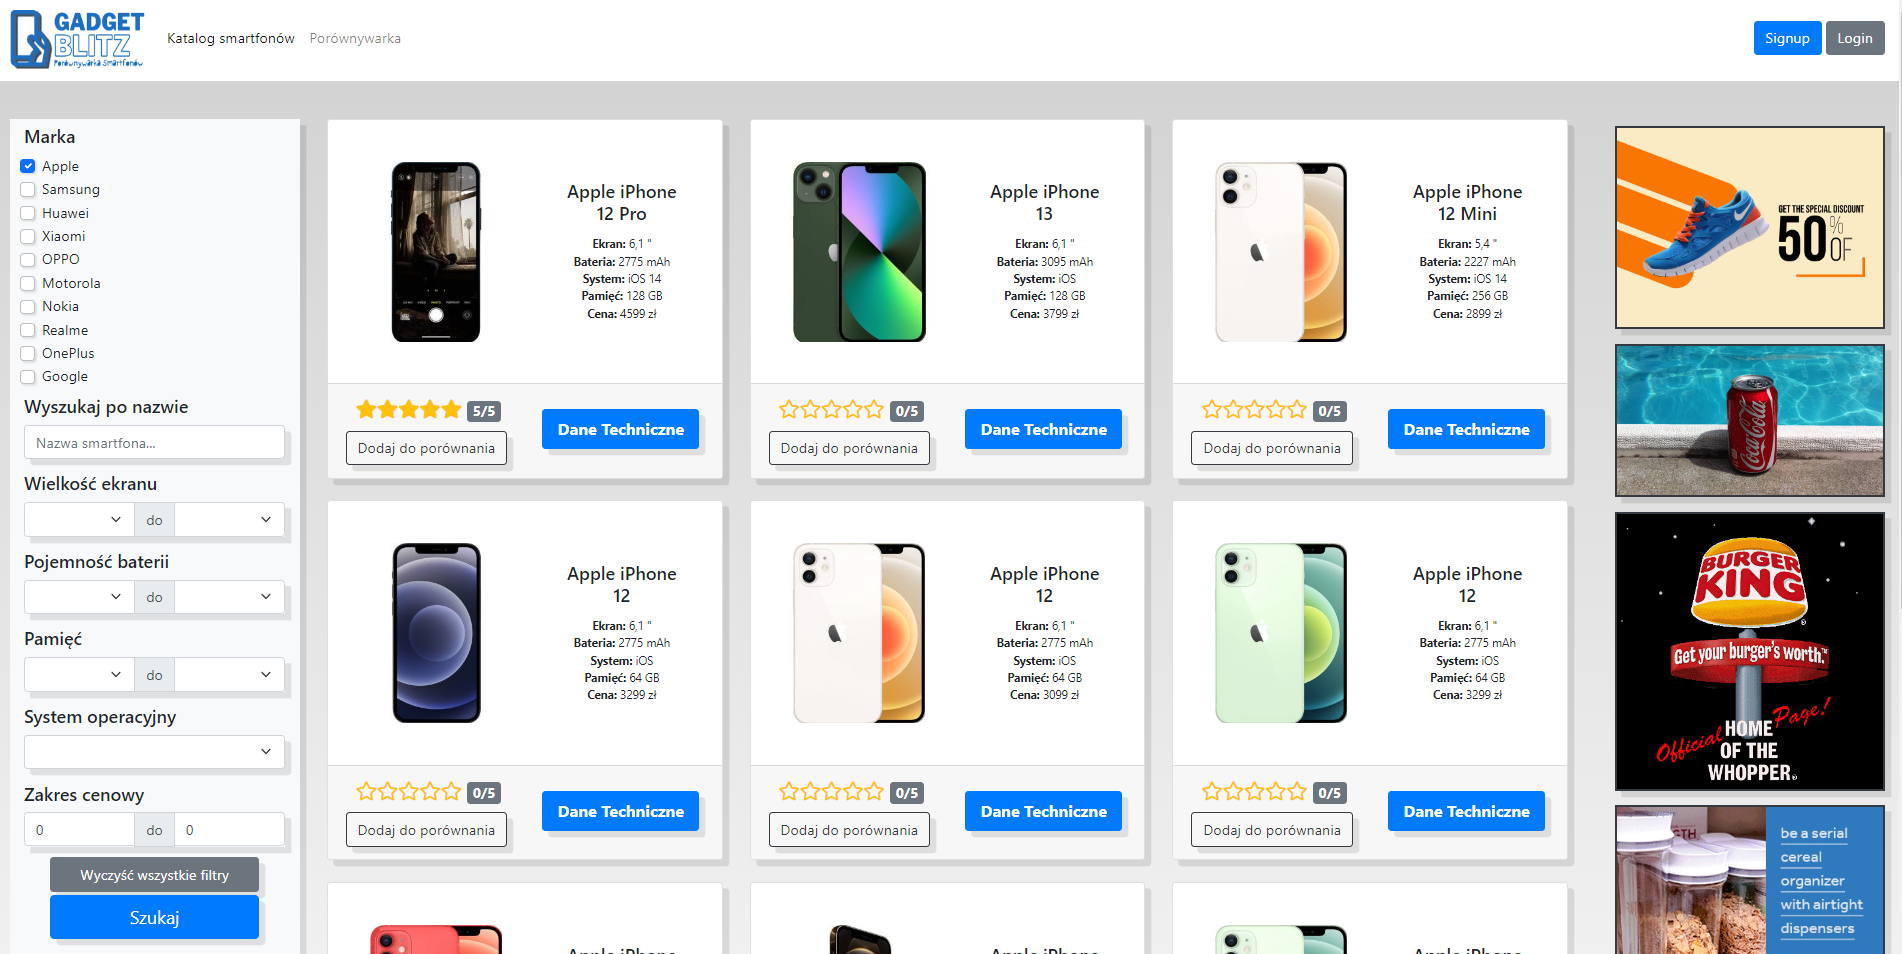 GADGET
BLITZ
Porównywarka Smartfonów
Katalog smartfonów
Porównywarka
Signup
Login
Marka
Apple
Samsung
Huawei
Xiaomi
OPPO
Motorola
Nokia
Realme
OnePlus
Google
Wyszukaj po nazwie
Nazwa smartfona...
Wielkość ekranu
do
Pojemność baterii
do
Pamięć
do
System operacyjny
Zakres cenowy
0 do 0
Wyczyść wszystkie filtry
Szukaj
Apple iPhone
12 Pro
Ekran: 6,1 "
Bateria: 2775 mAh
System: iOS 14
Pamięć: 128 GB
Cena: 4599 zł
5/5
Dodaj do porównania
Dane Techniczne
Apple iPhone
13
Ekran: 6,1 "
Bateria: 3095 mAh
System: iOS
Pamięć: 128 GB
Cena: 3799 zł
0/5
Dodaj do porównania
Dane Techniczne
Apple iPhone
12 Mini
Ekran: 5,4 "
Bateria: 2227 mAh
System: iOS 14
Pamięć: 256 GB
Cena: 2899 zł
0/5
Dodaj do porównania
Dane Techniczne
Apple iPhone
12
Ekran: 6,1 "
Bateria: 2775 mAh
System: iOS
Pamięć: 64 GB
Cena: 3299 zł
0/5
Dodaj do porównania
Dane Techniczne
Apple iPhone
12
Ekran: 6,1 "
Bateria: 2775 mAh
System: iOS
Pamięć: 64 GB
Cena: 3099 zł
0/5
Dodaj do porównania
Dane Techniczne
Apple iPhone
12
Ekran: 6,1 "
Bateria: 2775 mAh
System: iOS
Pamięć: 64 GB
Cena: 3299 zł
0/5
Dodaj do porównania
Dane Techniczne
Apple iPhone
Apple iPhone
Apple iPhone
GET THE SPECIAL DISCOUNT
50% OF
Coca-Cola
BURGER
KING®
Get your burger's worth.™
Official HOME Page!
OF THE
WHOPPER®
be a serial
cereal
organizer
with airtight
dispensers